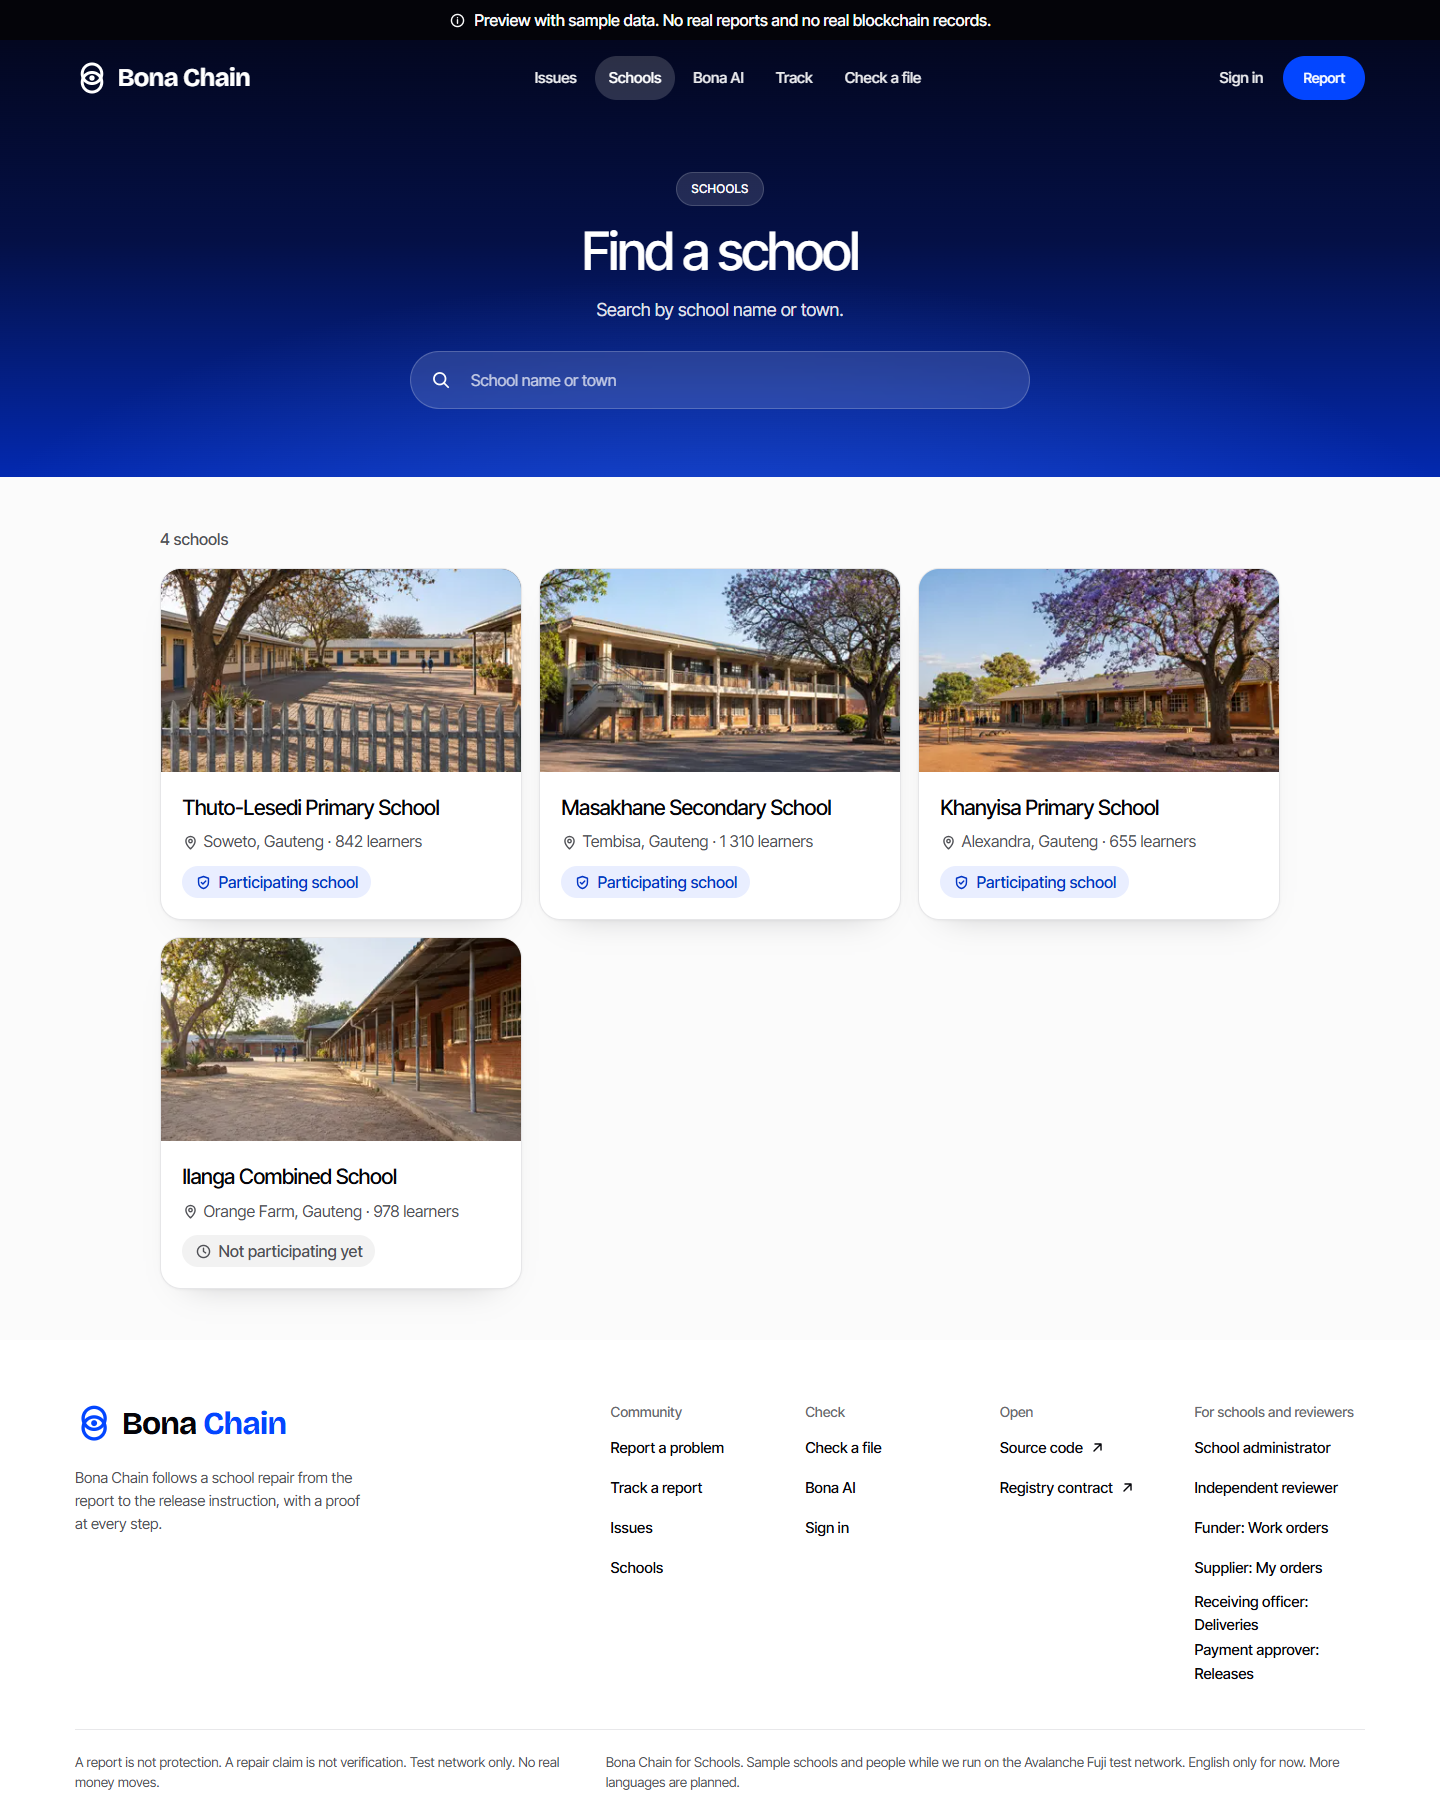 Preview with sample data. No real reports and no real blockchain records.
Bona Chain
Issues
Schools
Bona AI
Track
Check a file
Sign in
Report
SCHOOLS
Find a school
Search by school name or town.
School name or town
4 schools
Thuto-Lesedi Primary School
Soweto, Gauteng · 842 learners
Participating school
Masakhane Secondary School
Tembisa, Gauteng · 1 310 learners
Participating school
Khanyisa Primary School
Alexandra, Gauteng · 655 learners
Participating school
Ilanga Combined School
Orange Farm, Gauteng · 978 learners
Not participating yet
Bona Chain
Bona Chain follows a school repair from the
report to the release instruction, with a proof
at every step.
Community
Report a problem
Track a report
Issues
Schools
Check
Check a file
Bona AI
Sign in
Open
Source code
Registry contract
For schools and reviewers
School administrator
Independent reviewer
Funder: Work orders
Supplier: My orders
Receiving officer:
Deliveries
Payment approver:
Releases
A report is not protection. A repair claim is not verification. Test network only. No real
money moves.
Bona Chain for Schools. Sample schools and people while we run on the Avalanche Fuji test network. English only for now. More
languages are planned.